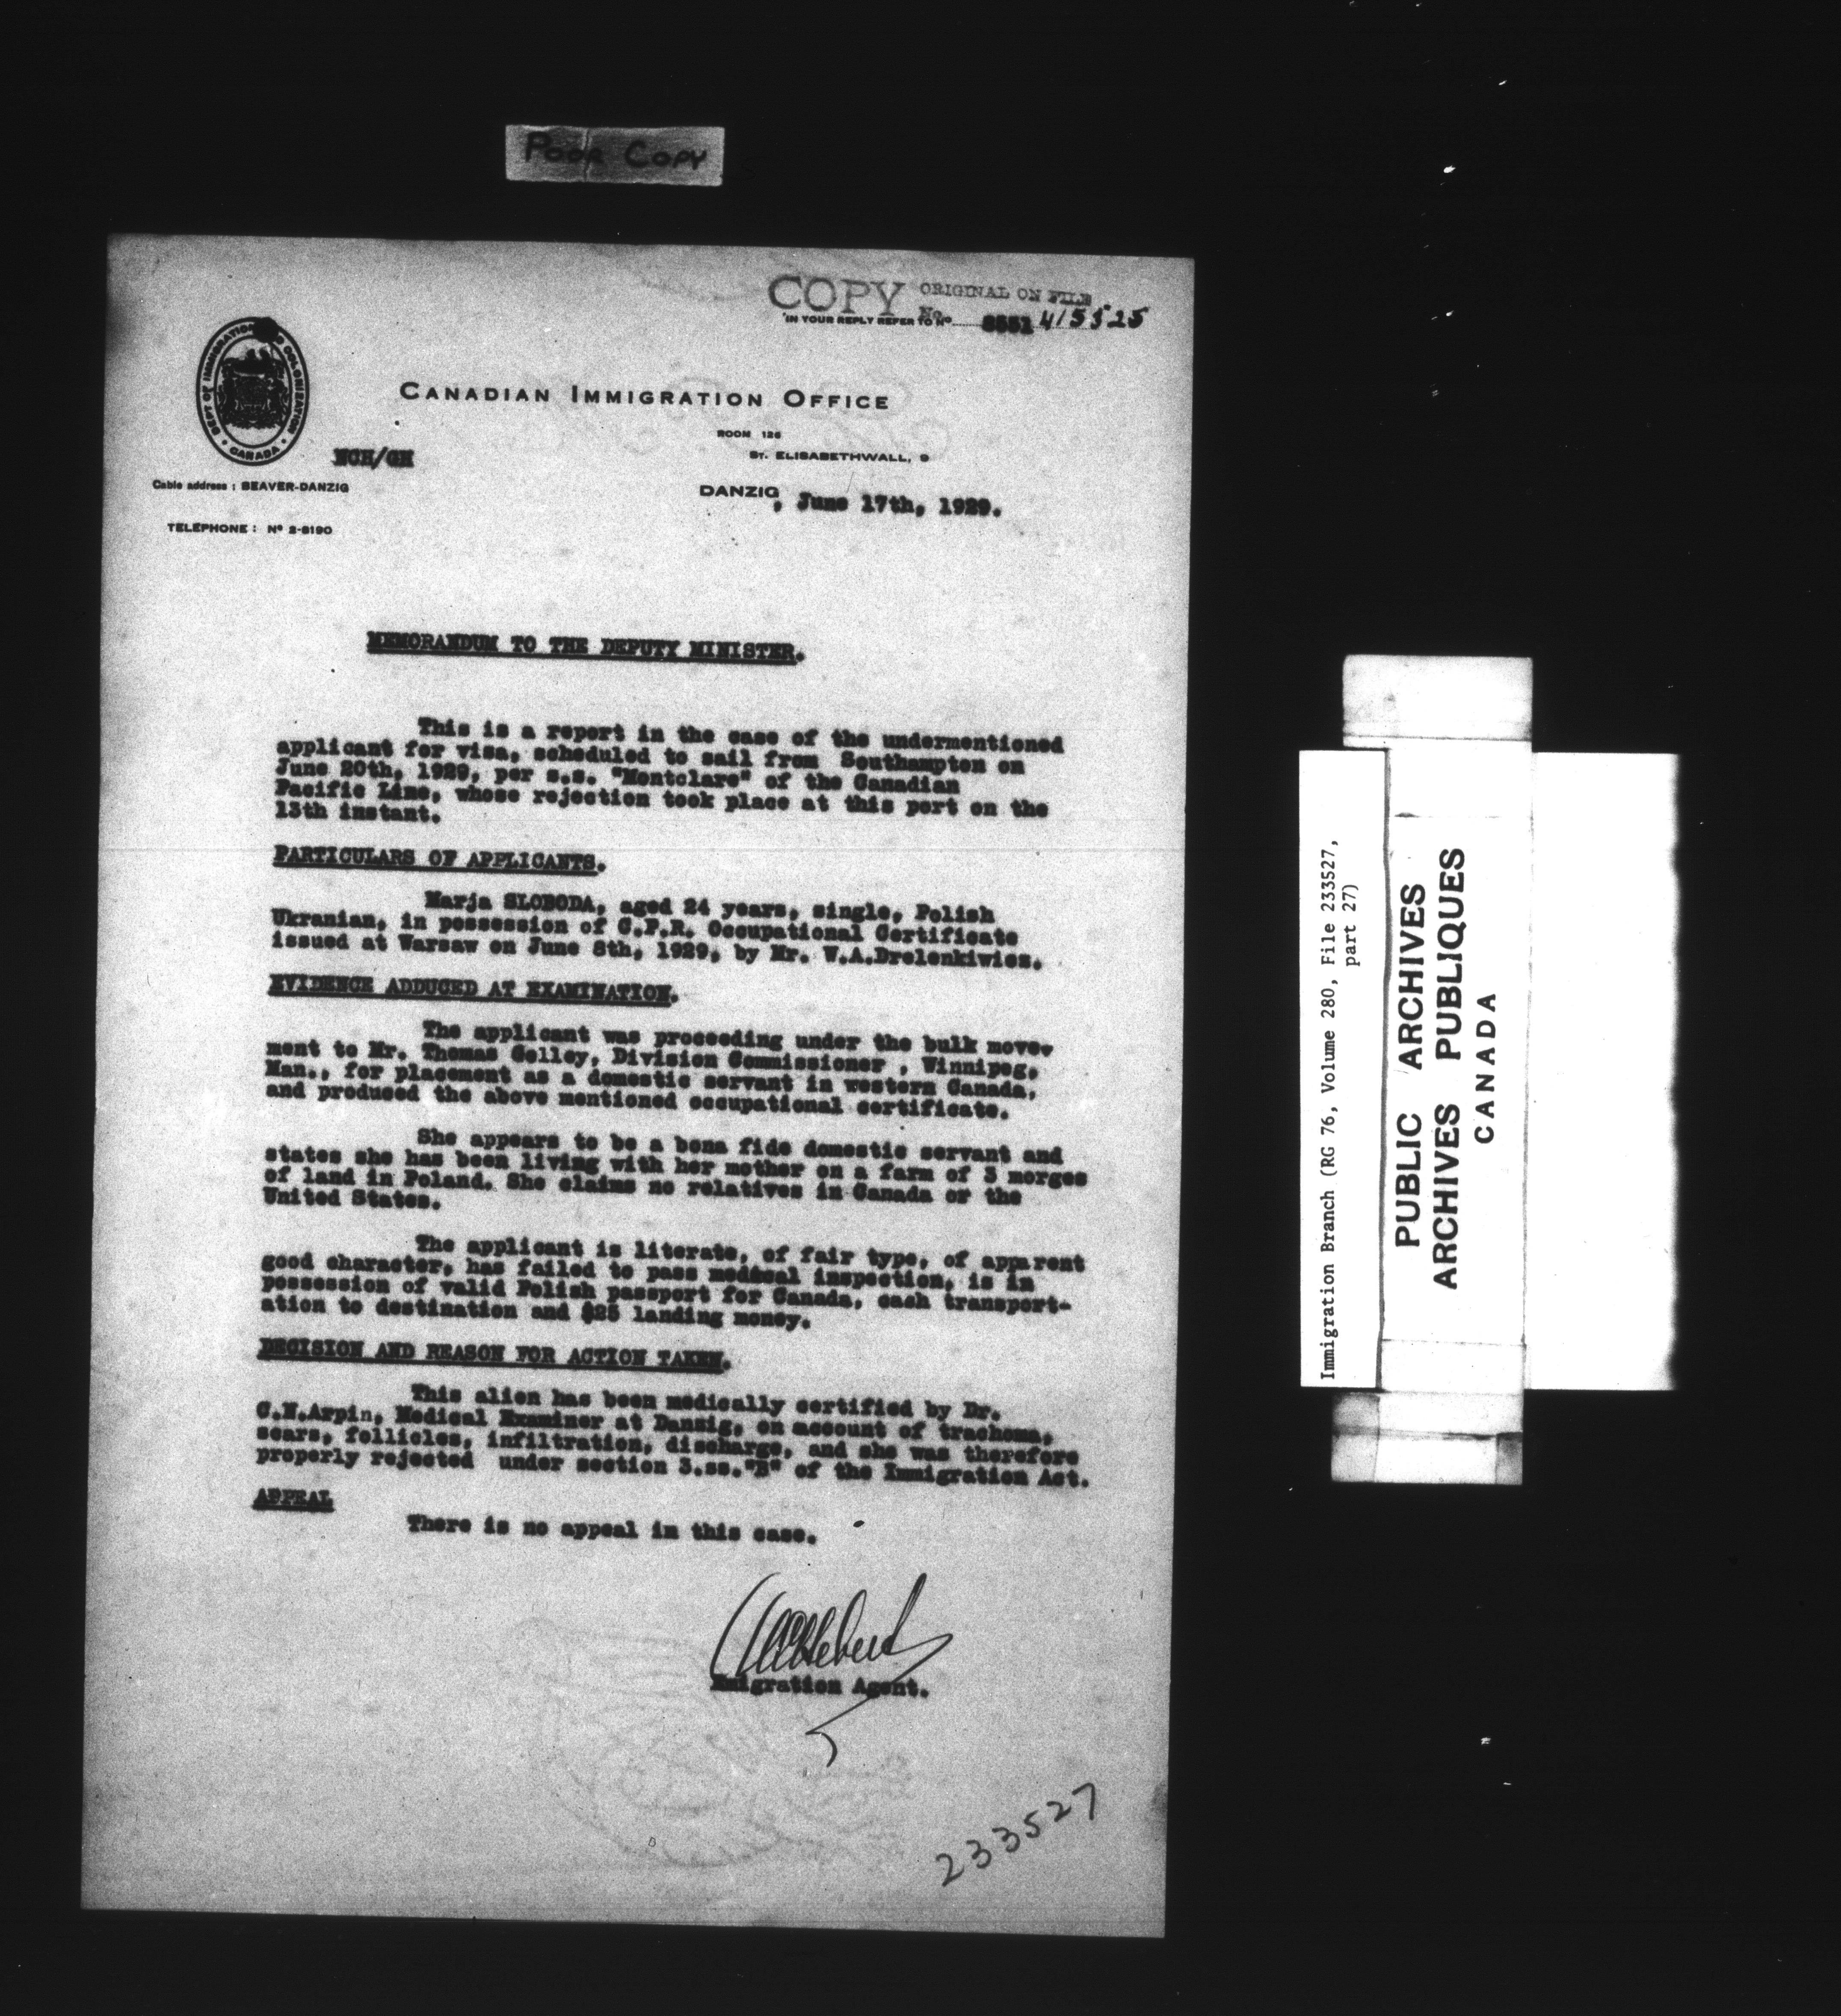 POOR COPY
COPY ORIGINAL ON FILE
No.
IN YOUR REPLY REFER TO Nº 8551 415525
DEPT OF IMMIGRATION AND COLONIZATION
CANADA
CANADIAN IMMIGRATION OFFICE
ROOM 126
ST. ELISABETHWALL, 9
WCH/GH
Cable address : BEAVER-DANZIG
DANZIG, June 17th, 1929.
TELEPHONE : Nº 2-8190
MEMORANDUM TO THE DEPUTY MINISTER.
This is a report in the case of the undermentioned
applicant for visa, scheduled to sail from Southampton on
June 20th, 1929, per s.s. "Montclare" of the Canadian
Pacific Line, whose rejection took place at this port on the
13th instant.
PARTICULARS OF APPLICANTS.
Marja SLOBODA, aged 24 years, single, Polish
Ukranian, in possession of C.P.R. Occupational Certificate
issued at Warsaw on June 8th, 1929, by Mr. W.A.Drelenkiwicz.
EVIDENCE ADDUCED AT EXAMINATION.
The applicant was proceeding under the bulk move-
ment to Mr. Thomas Gelley, Division Commissioner , Winnipeg,
Man., for placement as a domestic servant in western Canada,
and produced the above mentioned occupational certificate.
She appears to be a bona fide domestic servant and
states she has been living with her mother on a farm of 3 morges
of land in Poland. She claims no relatives in Canada or the
United States.
The applicant is literate, of fair type, of apparent
good character, has failed to pass medical inspection, is in
possession of valid Polish passport for Canada, cash transport-
ation to destination and $25 landing money.
DECISION AND REASON FOR ACTION TAKEN.
This alien has been medically certified by Dr.
C.N.Arpin, Medical Examiner at Danzig, on account of trachoma,
scars, follicles, infiltration, discharge, and she was therefore
properly rejected under section 3.ss."B" of the Immigration Act.
APPEAL
There is no appeal in this case.
Emigration Agent.
233527
Immigration Branch (RG 76, Volume 280, File 233527,
part 27)
PUBLIC ARCHIVES
ARCHIVES PUBLIQUES
CANADA